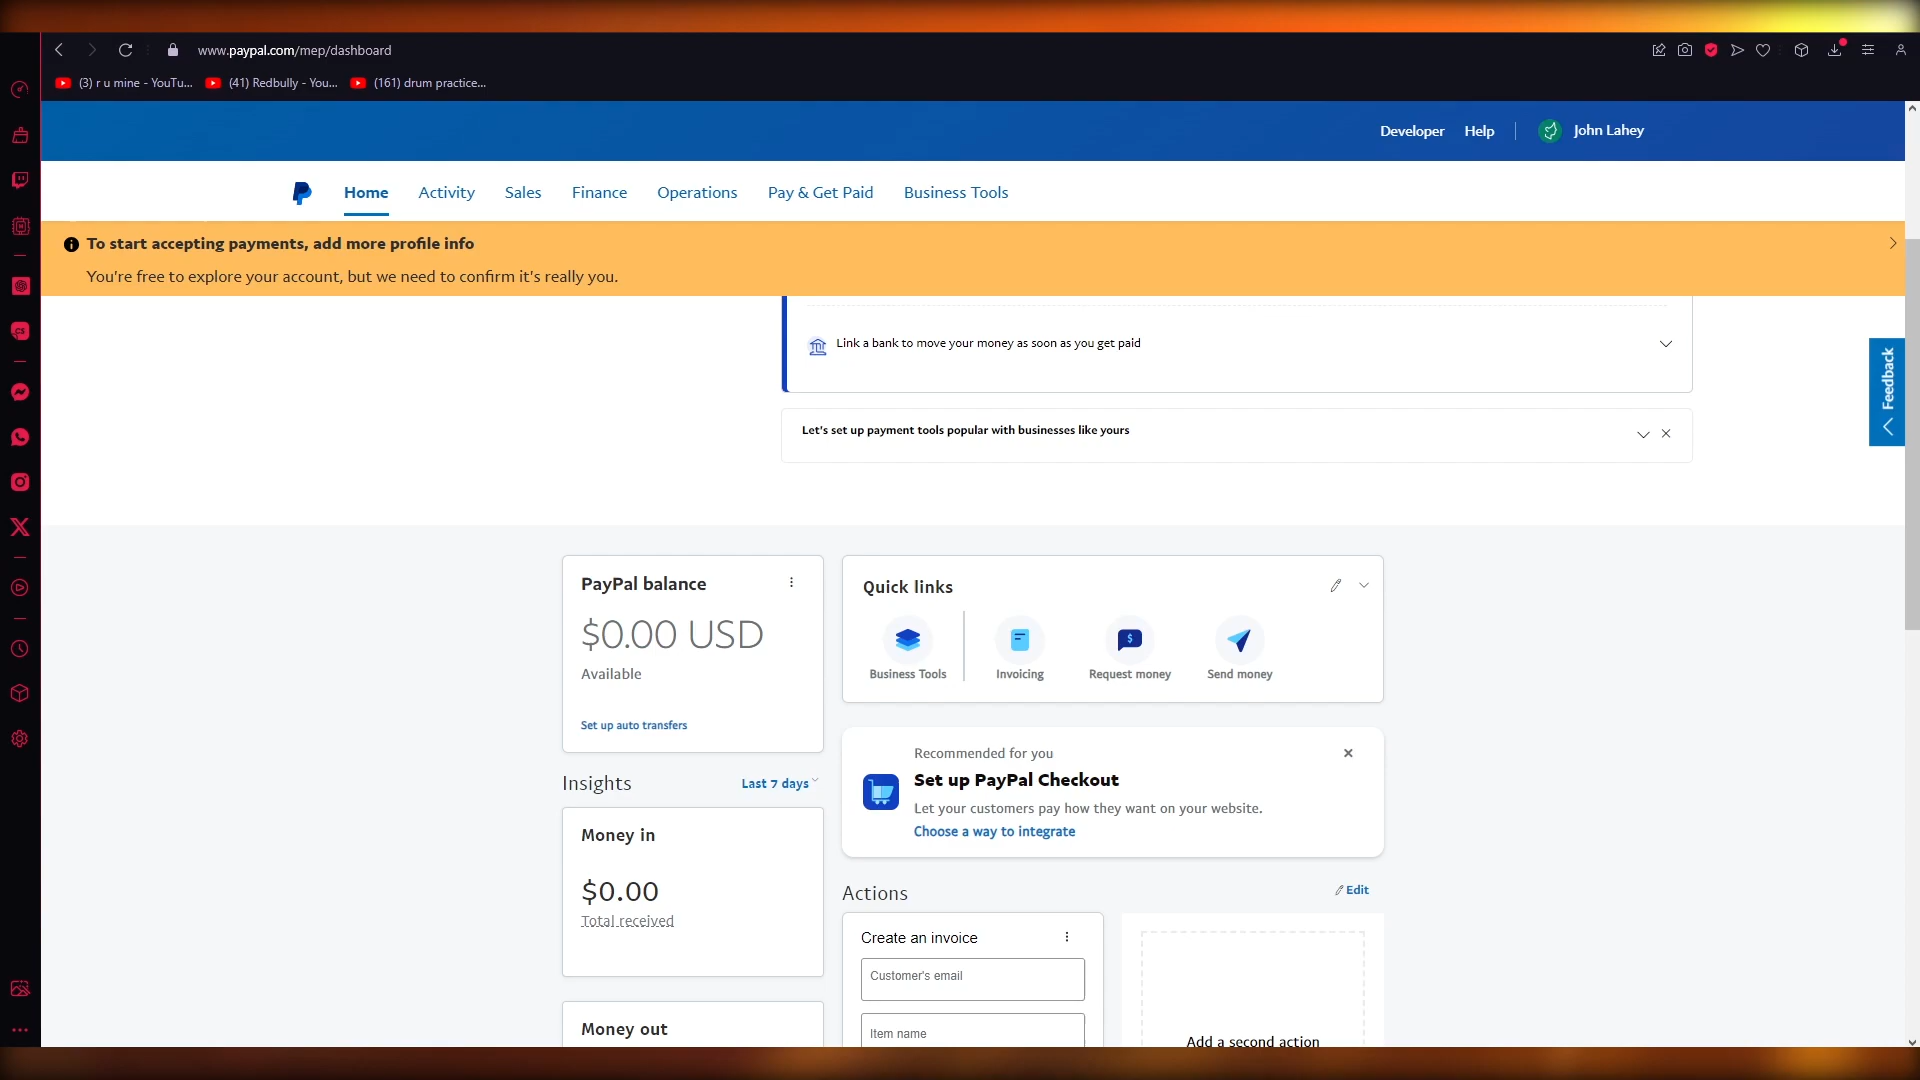 www.paypal.com/mep/dashboard
(3) r u mine - YouTu...
(41) Redbully - You...
(161) drum practice...
Developer
Help
John Lahey
Home
Activity
Sales
Finance
Operations
Pay & Get Paid
Business Tools
To start accepting payments, add more profile info
You're free to explore your account, but we need to confirm it's really you.
Link a bank to move your money as soon as you get paid
Feedback
Let's set up payment tools popular with businesses like yours
PayPal balance
$0.00 USD
Available
Set up auto transfers
Quick links
Business Tools
Invoicing
Request money
Send money
Recommended for you
Set up PayPal Checkout
Let your customers pay how they want on your website.
Choose a way to integrate
Insights
Last 7 days
Money in
$0.00
Total received
Money out
Actions
Edit
Create an invoice
Customer's email
Item name
Add a second action